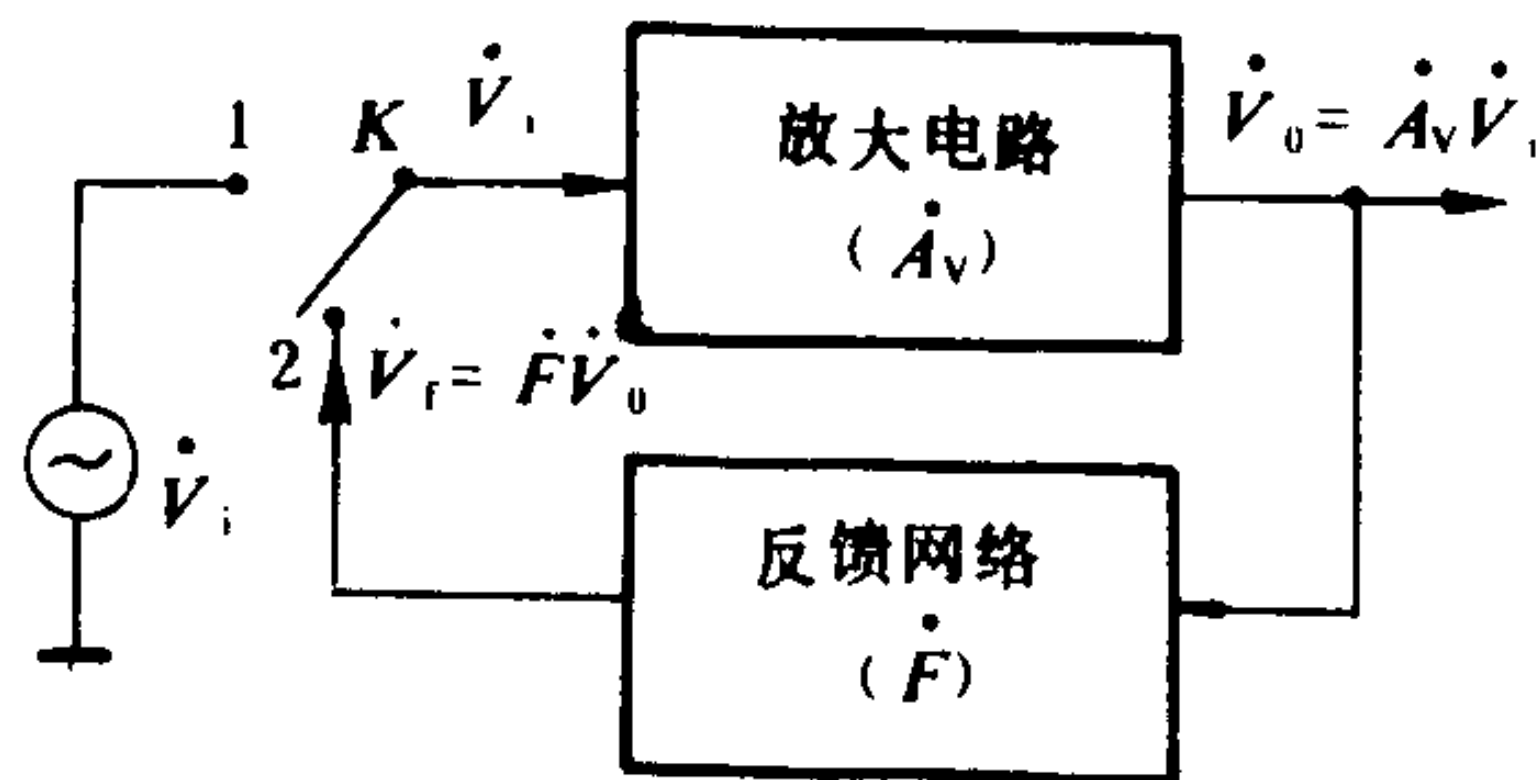 1
K
V̇ᵢ
放大电路
(Ȧᵥ)
V̇₀ = ȦᵥV̇ᵢ
2
V̇f = ḞV̇₀
~
V̇ᵢ
反馈网络
(Ḟ)